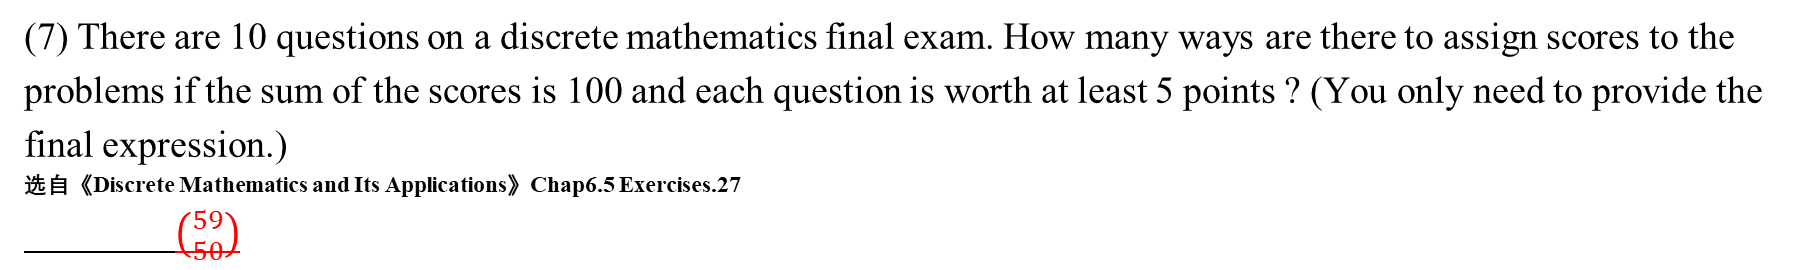 (7) There are 10 questions on a discrete mathematics final exam. How many ways are there to assign scores to the
problems if the sum of the scores is 100 and each question is worth at least 5 points ? (You only need to provide the
final expression.)
选自《Discrete Mathematics and Its Applications》Chap6.5 Exercises.27
(59
50)